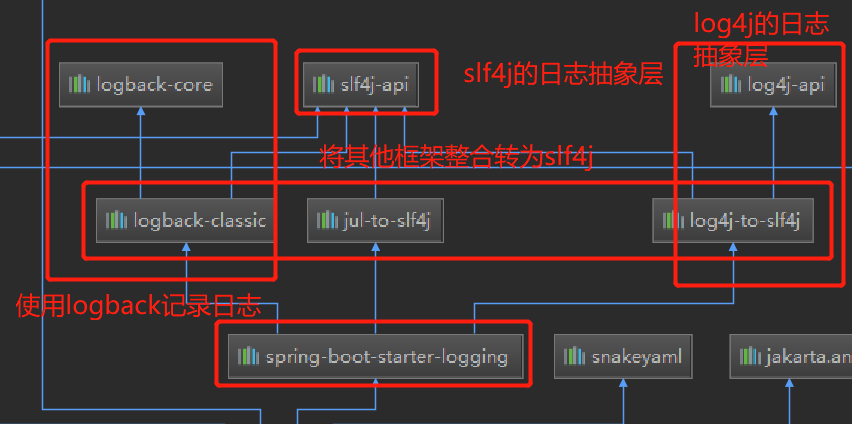 log4j的日志
抽象层
logback-core
slf4j-api
slf4j的日志抽象层
log4j-api
将其他框架整合转为slf4j
logback-classic
jul-to-slf4j
log4j-to-slf4j
使用logback记录日志
spring-boot-starter-logging
snakeyaml
jakarta.an